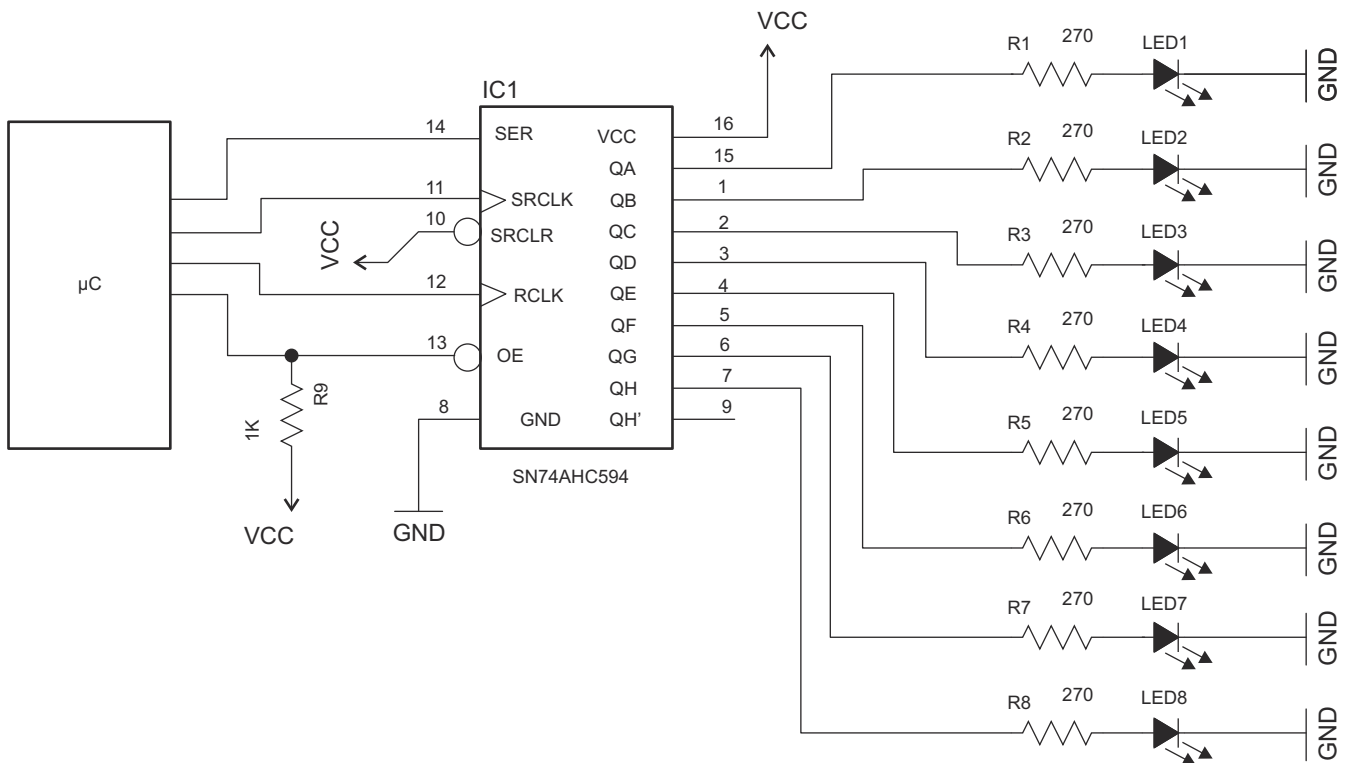 VCC
R1 270 LED1 GND
IC1
14 SER VCC 16
QA 15
R2 270 LED2 GND
11 SRCLK QB 1
10 SRCLR QC 2
VCC
R3 270 LED3 GND
QD 3
µC
12 RCLK QE 4
R4 270 LED4 GND
QF 5
13 OE QG 6
R9
1K
QH 7
8 GND QH' 9
R5 270 LED5 GND
SN74AHC594
VCC
GND
R6 270 LED6 GND
R7 270 LED7 GND
R8 270 LED8 GND